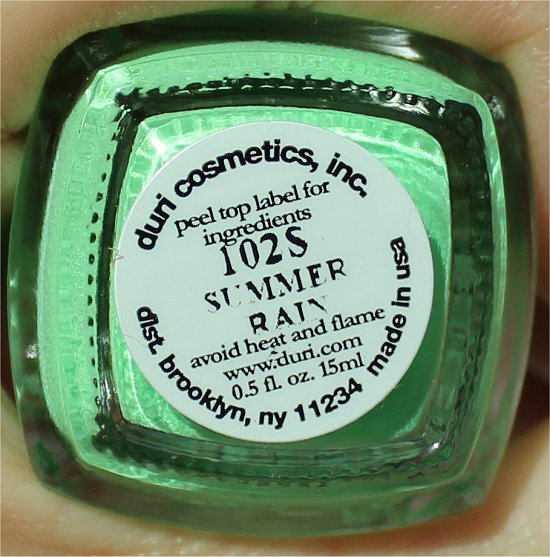 duri cosmetics, inc.
peel top label for
ingredients
102S
SUMMER
RAIN
avoid heat and flame
www.duri.com
0.5 fl. oz. 15ml
dist. brooklyn, ny 11234 made in usa